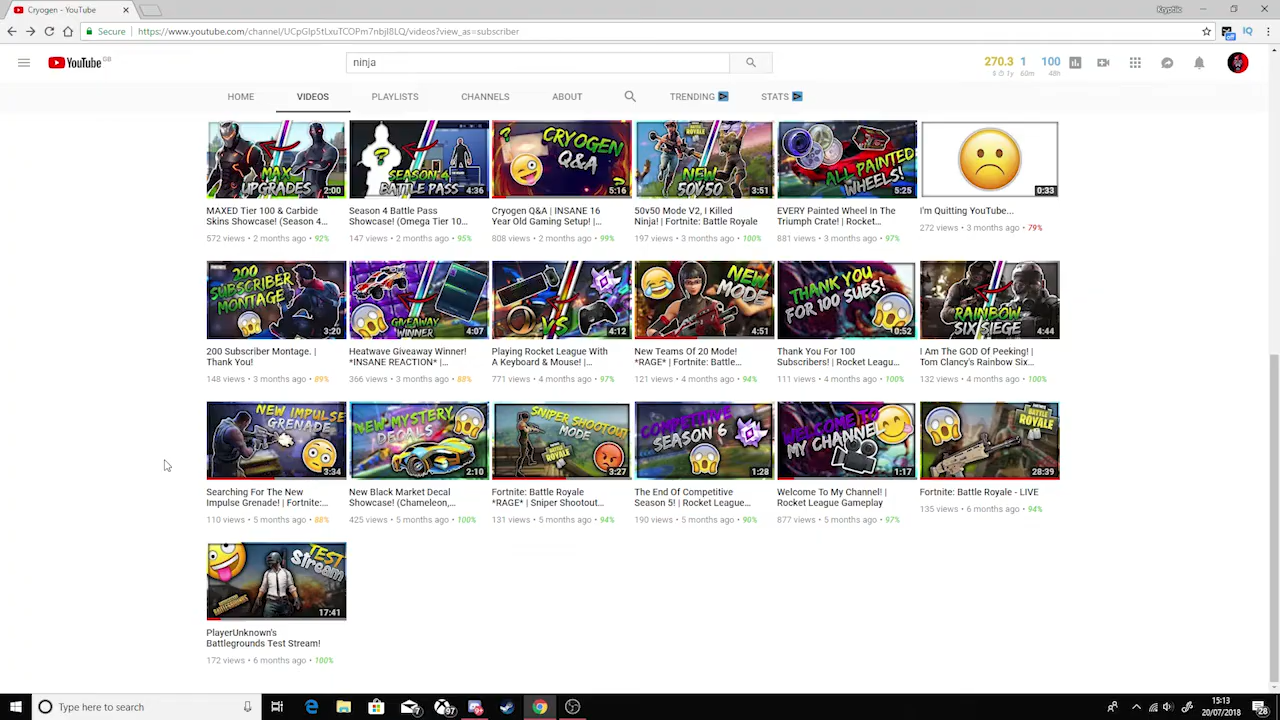 Cryogen - YouTube
Kryptiic
Secure
https://www.youtube.com/channel/UCpGIp5tLxuTCOPm7nbjI8LQ/videos?view_as=subscriber
YouTube GB
ninja
270.3 1 100
$ 1y 60m 48h
HOME VIDEOS PLAYLISTS CHANNELS ABOUT TRENDING STATS
MAX UPGRADES 2:00
SEASON 4 BATTLE PASS 4:36
CRYOGEN Q&A 5:16
BATTLE ROYALE NEW 50V50 3:51
ALL PAINTED WHEELS! 5:25
0:33
MAXED Tier 100 & Carbide Skins Showcase! (Season 4...
572 views • 2 months ago • 92%
Season 4 Battle Pass Showcase! (Omega Tier 10...
147 views • 2 months ago • 95%
Cryogen Q&A | INSANE 16 Year Old Gaming Setup! |...
808 views • 2 months ago • 99%
50v50 Mode V2, I Killed Ninja! | Fortnite: Battle Royale
197 views • 3 months ago • 100%
EVERY Painted Wheel In The Triumph Crate! | Rocket...
881 views • 3 months ago • 97%
I'm Quitting YouTube...
272 views • 3 months ago • 79%
200 SUBSCRIBER MONTAGE 3:20
GIVEAWAY WINNER 4:07
VS 4:12
NEW MODE 4:51
THANK YOU FOR 100 SUBS! 0:52
RAINBOW SIX SIEGE 4:44
200 Subscriber Montage. | Thank You!
148 views • 3 months ago • 89%
Heatwave Giveaway Winner! *INSANE REACTION* |...
366 views • 3 months ago • 88%
Playing Rocket League With A Keyboard & Mouse! |...
771 views • 4 months ago • 97%
New Teams Of 20 Mode! *RAGE* | Fortnite: Battle...
121 views • 4 months ago • 94%
Thank You For 100 Subscribers! | Rocket Leagu...
111 views • 4 months ago • 100%
I Am The GOD Of Peeking! | Tom Clancy's Rainbow Six...
132 views • 4 months ago • 100%
NEW IMPULSE GRENADE 3:34
NEW MYSTERY DECALS 2:10
SNIPER SHOOTOUT MODE BATTLE ROYALE 3:27
COMPETITIVE SEASON 6 1:28
WELCOME TO MY CHANNEL! 1:17
BATTLE ROYALE 28:39
Searching For The New Impulse Grenade! | Fortnite:...
110 views • 5 months ago • 88%
New Black Market Decal Showcase! (Chameleon,...
425 views • 5 months ago • 100%
Fortnite: Battle Royale *RAGE* | Sniper Shootout...
131 views • 5 months ago • 94%
The End Of Competitive Season 5! | Rocket League...
190 views • 5 months ago • 90%
Welcome To My Channel! | Rocket League Gameplay
877 views • 5 months ago • 97%
Fortnite: Battle Royale - LIVE
135 views • 6 months ago • 94%
TEST STREAM BATTLEGROUNDS 17:41
PlayerUnknown's Battlegrounds Test Stream!
172 views • 6 months ago • 100%
Type here to search
15:13
20/07/2018
28